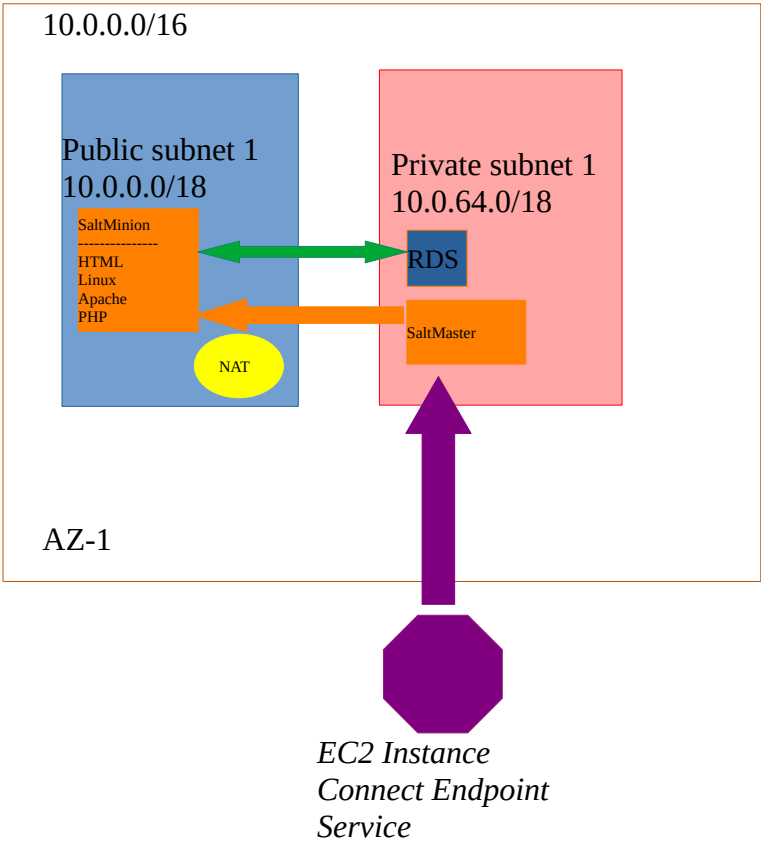 10.0.0.0/16
Public subnet 1
10.0.0.0/18
SaltMinion
---------------
HTML
Linux
Apache
PHP
NAT
Private subnet 1
10.0.64.0/18
RDS
SaltMaster
AZ-1
EC2 Instance
Connect Endpoint
Service